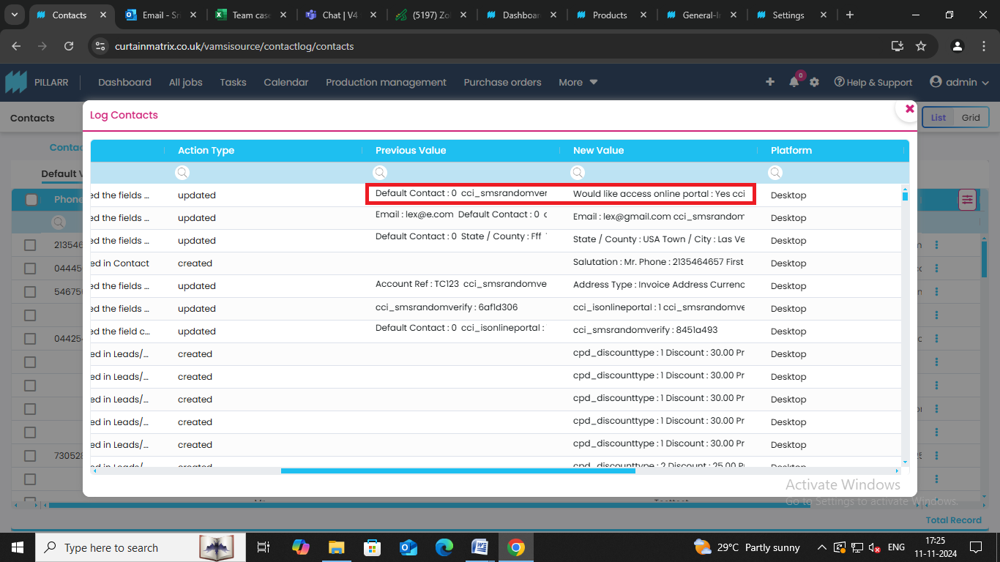 Contacts
Email - Sri
Team case
Chat | V4
(5197) Zoh
Dashboar
Products
General-In
Settings
curtainmatrix.co.uk/vamsisource/contactlog/contacts
PILLARR
Dashboard All jobs Tasks Calendar Production management Purchase orders More
0
Help & Support
admin
Contacts
List Grid
Log Contacts
Contac
Default V
Phone
Action Type Previous Value New Value Platform
ed the fields ... updated Default Contact : 0 cci_smsrandomver Would like access online portal : Yes cci Desktop
ed the fields ... updated Email : lex@e.com Default Contact : 0 c Email : lex@gmail.com cci_smsrandom Desktop
213546 ed the fields ... updated Default Contact : 0 State / County : Fff State / County : USA Town / City : Las Ve Desktop
04445 ed in Contact created Salutation : Mr. Phone : 2135464657 First Desktop
54675 ed the fields ... updated Account Ref : TC123 cci_smsrandomve Address Type : Invoice Address Currenc Desktop
ed the fields ... updated cci_smsrandomverify : 6af1d306 cci_isonlineportal : 1 cci_smsrandomve Desktop
04425 ed the field c... updated Default Contact : 0 cci_isonlineportal : cci_smsrandomverify : 8451a493 Desktop
ed in Leads/... created cpd_discounttype : 1 Discount : 30.00 Pr Desktop
ed in Leads/... created cpd_discounttype : 1 Discount : 30.00 Pr Desktop
ed in Leads/... created cpd_discounttype : 1 Discount : 30.00 Pr Desktop
ed in Leads/... created cpd_discounttype : 1 Discount : 30.00 Pr Desktop
73052 ed in Leads/... created cpd_discounttype : 1 Discount : 30.00 Pr Desktop
ed in Leads/ created cpd_discounttype : 2 Discount : 25.00 Pr Desktop
Activate Windows
Go to Settings to activate Windows.
Total Record
Type here to search
29°C Partly sunny
ENG
17:25
11-11-2024